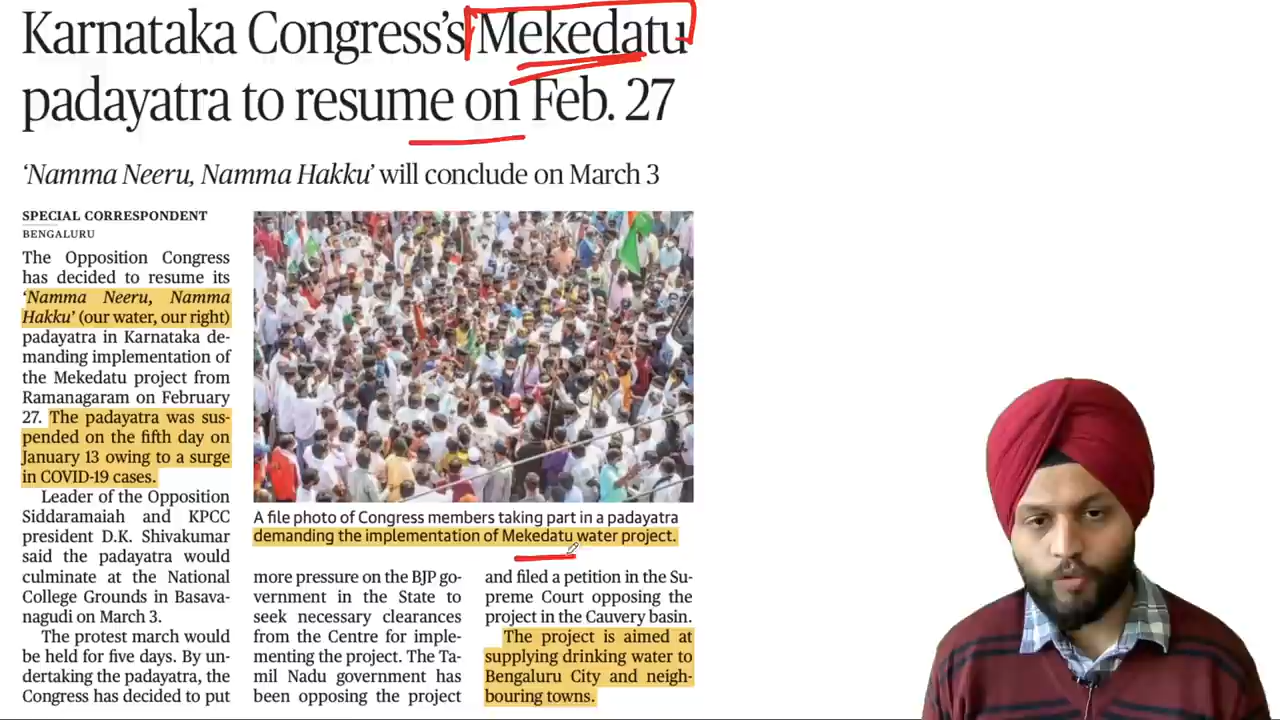 Karnataka Congress's Mekedatu
padayatra to resume on Feb. 27
‘Namma Neeru, Namma Hakku’ will conclude on March 3
SPECIAL CORRESPONDENT
BENGALURU
The Opposition Congress
has decided to resume its
‘Namma Neeru, Namma
Hakku’ (our water, our right)
padayatra in Karnataka de-
manding implementation of
the Mekedatu project from
Ramanagaram on February
27. The padayatra was sus-
pended on the fifth day on
January 13 owing to a surge
in COVID-19 cases.
Leader of the Opposition
Siddaramaiah and KPCC
president D.K. Shivakumar
said the padayatra would
culminate at the National
College Grounds in Basava-
nagudi on March 3.
The protest march would
be held for five days. By un-
dertaking the padayatra, the
Congress has decided to put
A file photo of Congress members taking part in a padayatra
demanding the implementation of Mekedatu water project.
more pressure on the BJP go-
vernment in the State to
seek necessary clearances
from the Centre for imple-
menting the project. The Ta-
mil Nadu government has
been opposing the project
and filed a petition in the Su-
preme Court opposing the
project in the Cauvery basin.
The project is aimed at
supplying drinking water to
Bengaluru City and neigh-
bouring towns.